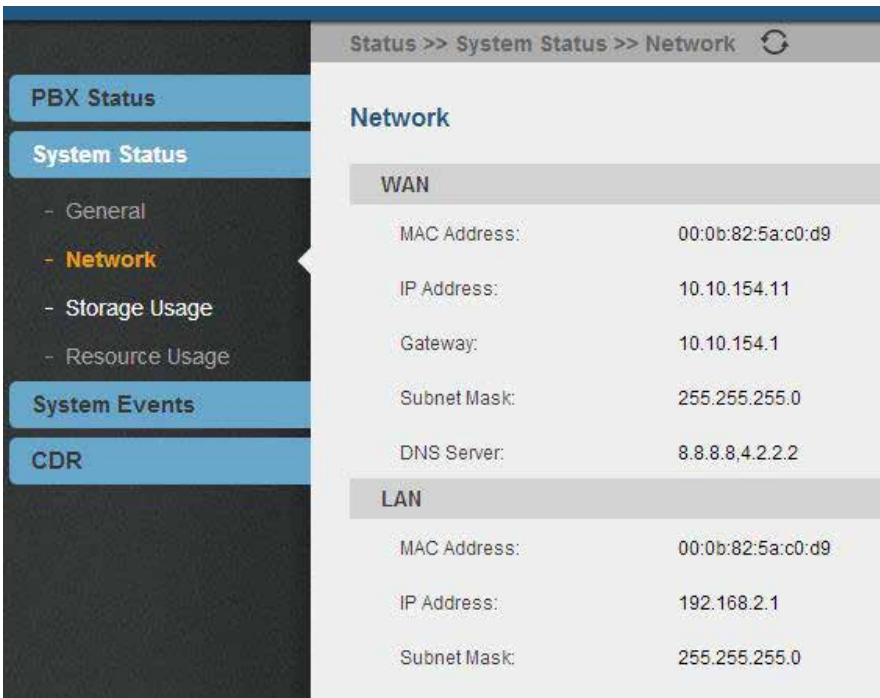 Status >> System Status >> Network
PBX Status
System Status
- General
- Network
- Storage Usage
- Resource Usage
System Events
CDR
Network
WAN
MAC Address: 00:0b:82:5a:c0:d9
IP Address: 10.10.154.11
Gateway: 10.10.154.1
Subnet Mask: 255.255.255.0
DNS Server: 8.8.8.8,4.2.2.2
LAN
MAC Address: 00:0b:82:5a:c0:d9
IP Address: 192.168.2.1
Subnet Mask: 255.255.255.0